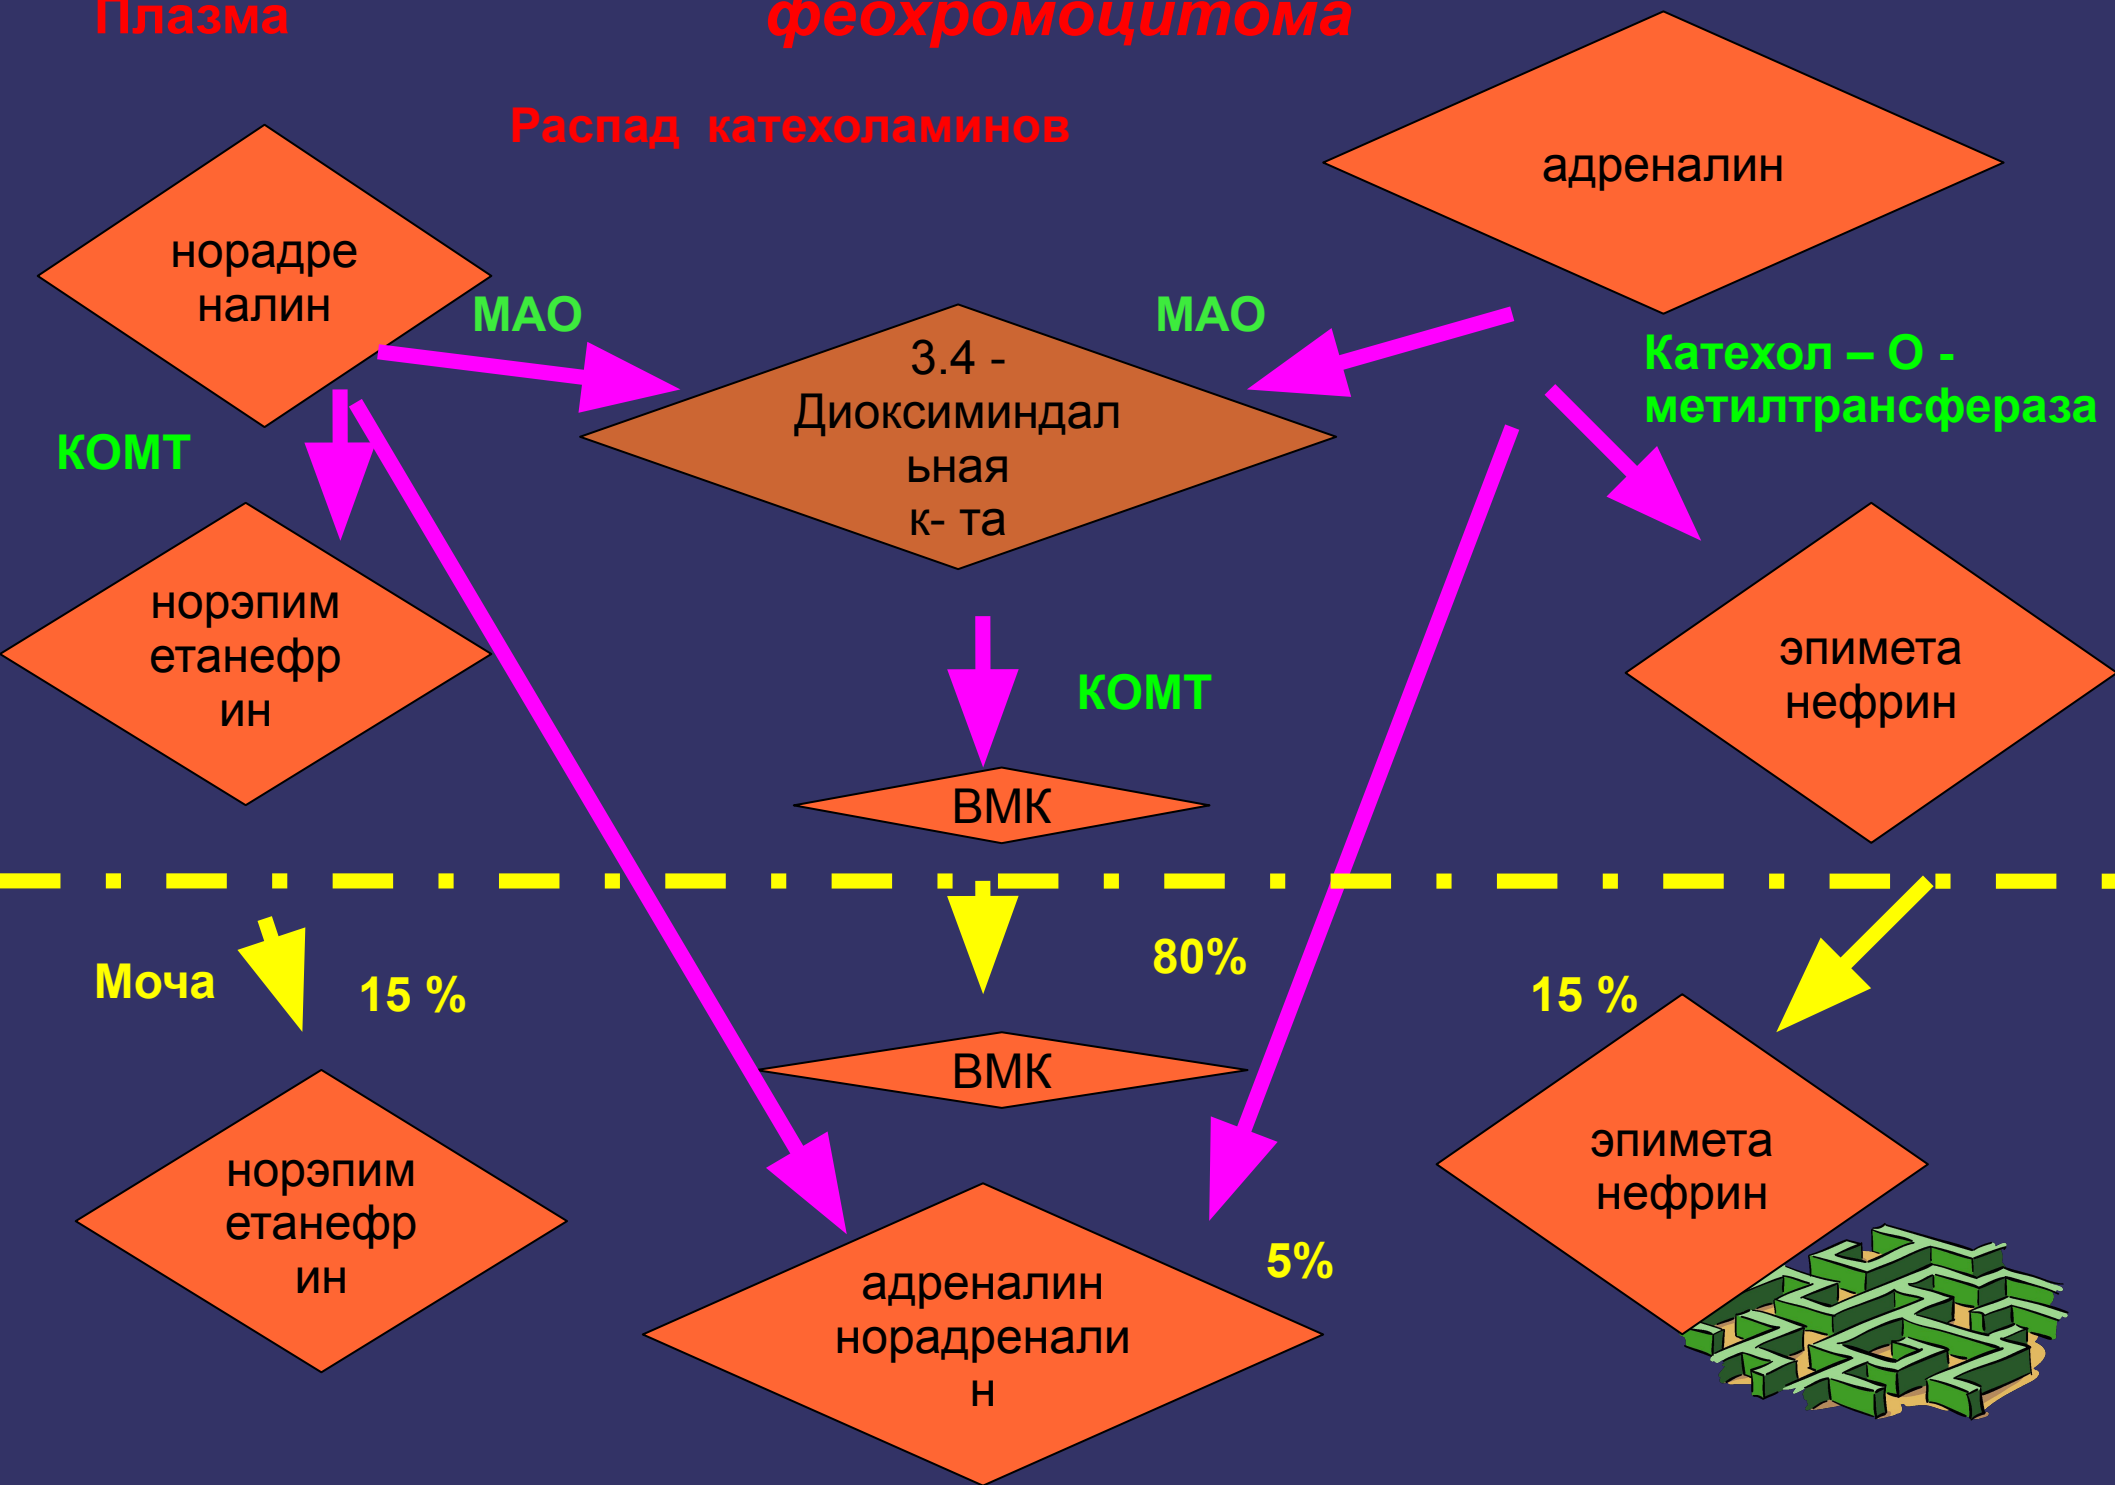 Плазма
феохромоцитома
Распад катехоламинов
адреналин
норадре
налин
МАО
МАО
3.4 -
Диоксиминдал
ьная
к- та
Катехол – О -
метилтрансфераза
КОМТ
норэпим
етанефр
ин
КОМТ
эпимета
нефрин
ВМК
Моча
15 %
80%
15 %
ВМК
норэпим
етанефр
ин
эпимета
нефрин
5%
адреналин
норадренали
н